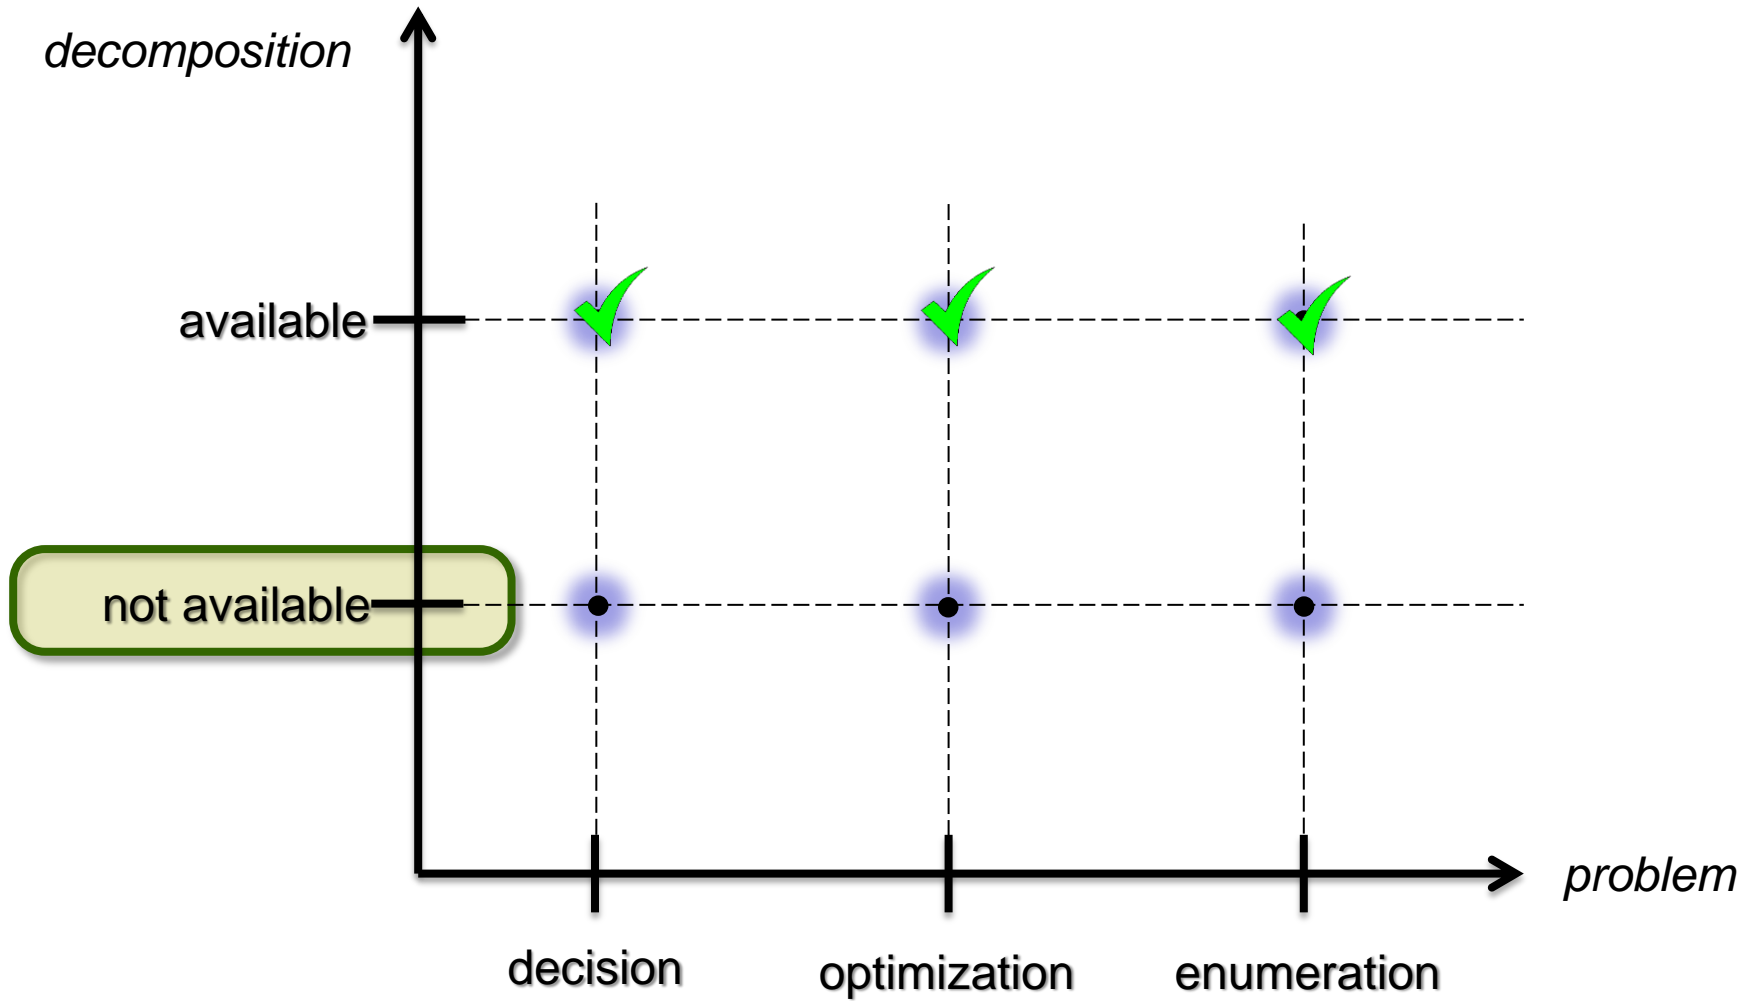 decomposition
available
not available
problem
decision
optimization
enumeration